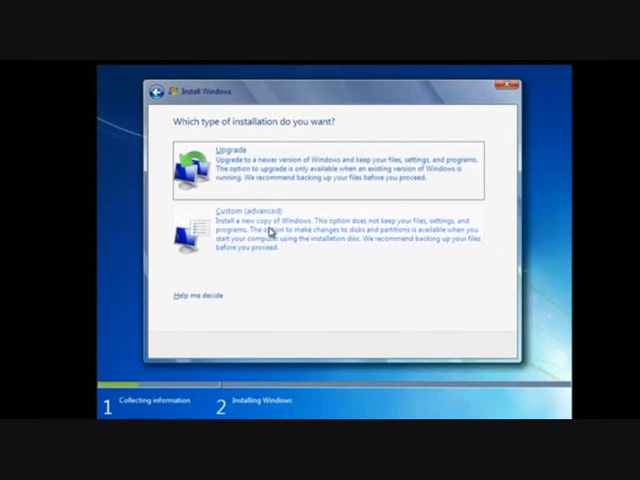 Install Windows
Which type of installation do you want?
Upgrade
Upgrade to a newer version of Windows and keep your files, settings, and programs.
The option to upgrade is only available when an existing version of Windows is
running. We recommend backing up your files before you proceed.
Custom (advanced)
Install a new copy of Windows. This option does not keep your files, settings, and
programs. The option to make changes to disks and partitions is available when you
start your computer using the installation disc. We recommend backing up your files
before you proceed.
Help me decide
1 Collecting information
2 Installing Windows